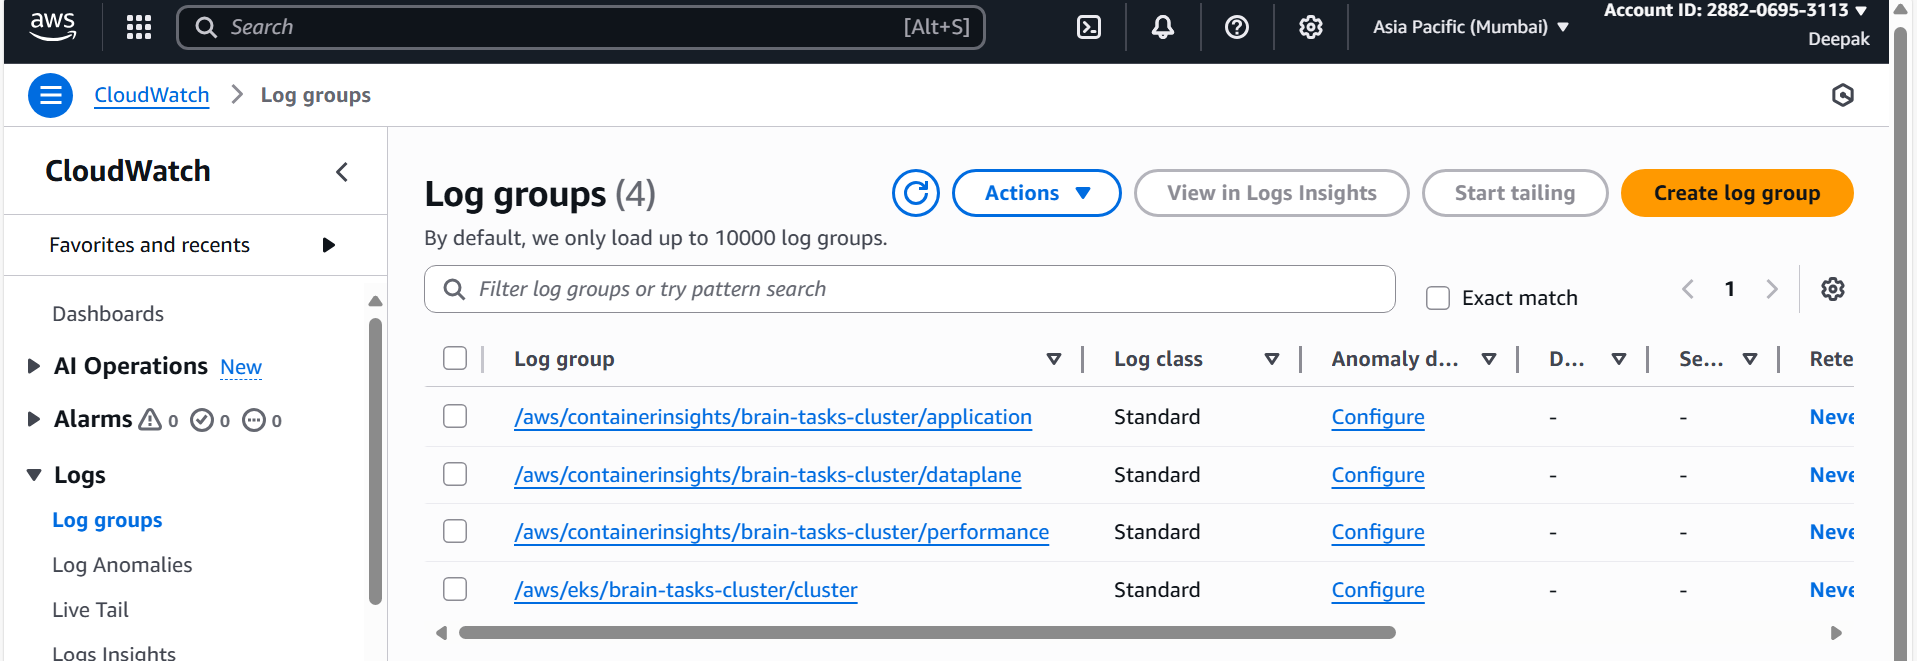 aws
Search [Alt+S]
Asia Pacific (Mumbai)
Account ID: 2882-0695-3113
Deepak
CloudWatch > Log groups
CloudWatch
Favorites and recents
Dashboards
AI Operations New
Alarms 0 0 0
Logs
Log groups
Log Anomalies
Live Tail
Logs Insights
Log groups (4)
Actions
View in Logs Insights
Start tailing
Create log group
By default, we only load up to 10000 log groups.
Filter log groups or try pattern search
Exact match
1
Log group Log class Anomaly d... D... Se... Rete
/aws/containerinsights/brain-tasks-cluster/application Standard Configure - - Neve
/aws/containerinsights/brain-tasks-cluster/dataplane Standard Configure - - Neve
/aws/containerinsights/brain-tasks-cluster/performance Standard Configure - - Neve
/aws/eks/brain-tasks-cluster/cluster Standard Configure - - Neve